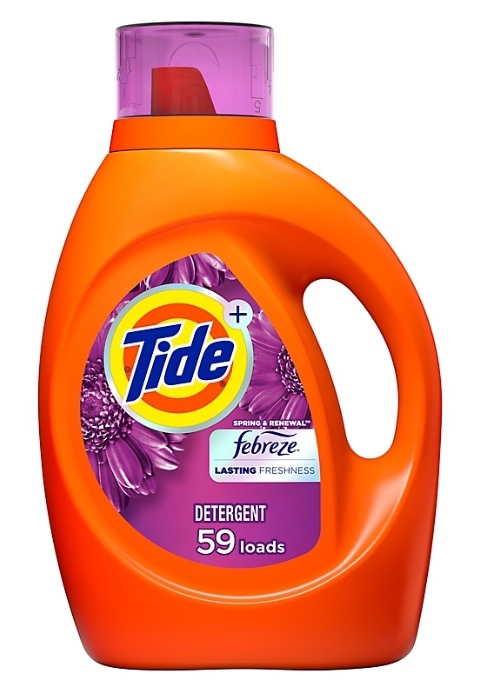 Tide
+
SPRING & RENEWAL™
febreze
LASTING FRESHNESS
DETERGENT
59 loads